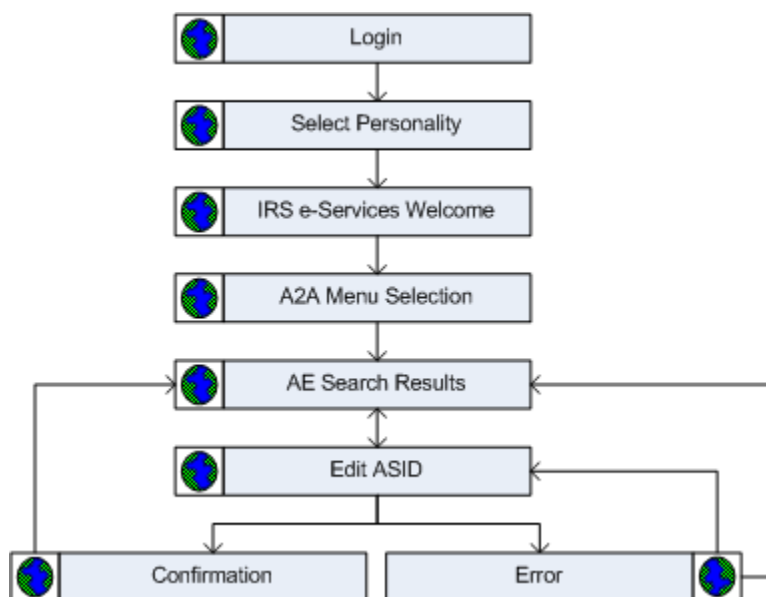 Login
Select Personality
IRS e-Services Welcome
A2A Menu Selection
AE Search Results
Edit ASID
Confirmation
Error